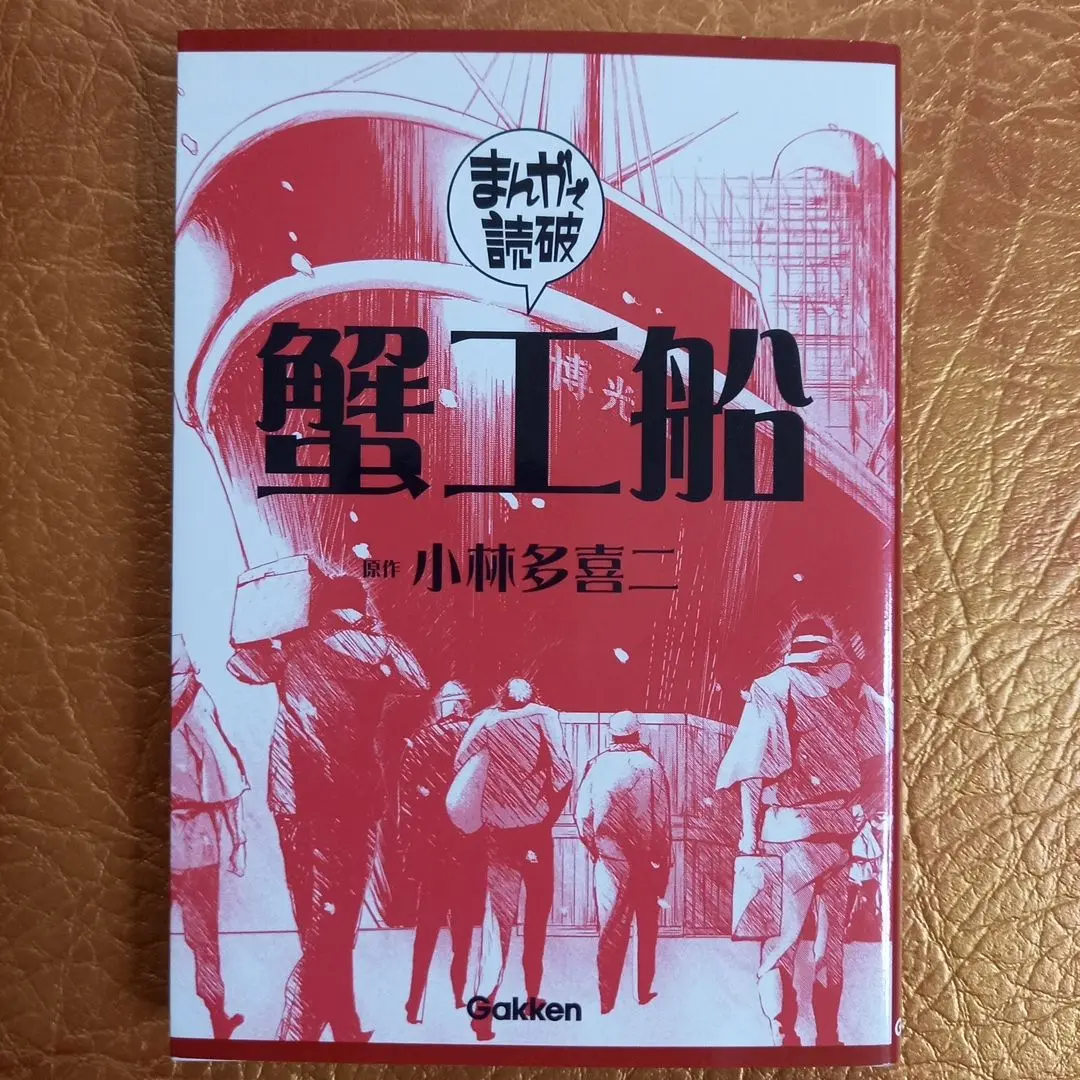 まんがで
読破
蟹工船
博光
原作 小林多喜二
Gakken